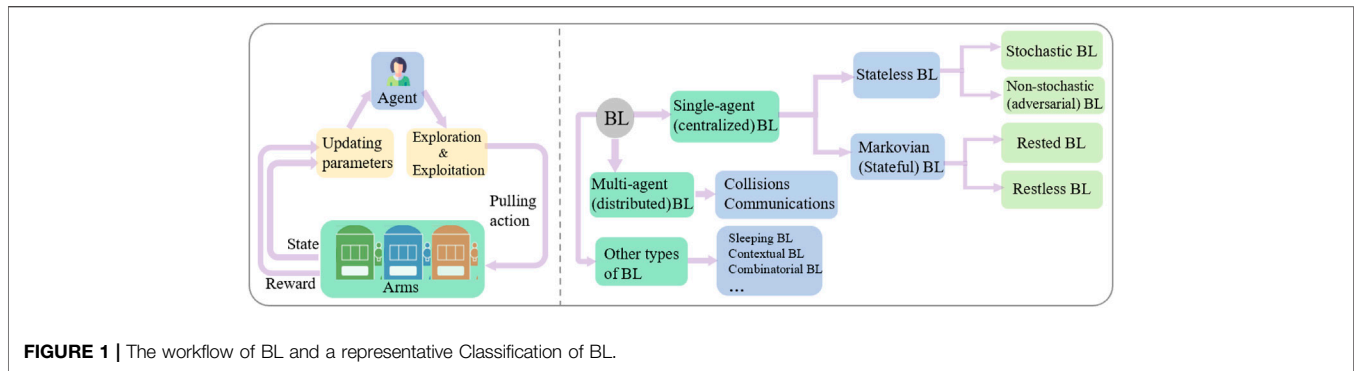 Agent
Updating
parameters
Exploration
&
Exploitation
Pulling
action
State
Reward
Arms
BL
Single-agent
(centralized)BL
Multi-agent
(distributed)BL
Other types
of BL
Stateless BL
Markovian
(Stateful) BL
Collisions
Communications
Sleeping BL
Contextual BL
Combinatorial BL
...
Stochastic BL
Non-stochastic
(adversarial) BL
Rested BL
Restless BL
FIGURE 1 | The workflow of BL and a representative Classification of BL.